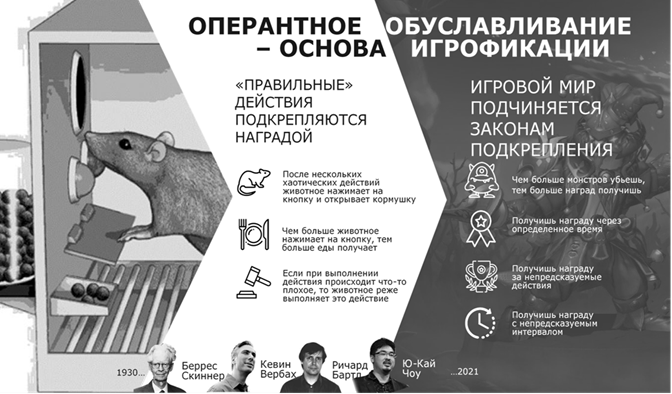 ОПЕРАНТНОЕ ОБУСЛАВЛИВАНИЕ
– ОСНОВА ИГРОФИКАЦИИ
«ПРАВИЛЬНЫЕ»
ДЕЙСТВИЯ
ПОДКРЕПЛЯЮТСЯ
НАГРАДОЙ
После нескольких
хаотических действий
животное нажимает на
кнопку и открывает кормушку
Чем больше животное
нажимает на кнопку, тем
больше еды получает
Если при выполнении
действия происходит что-то
плохое, то животное реже
выполняет это действие
ИГРОВОЙ МИР
ПОДЧИНЯЕТСЯ
ЗАКОНАМ
ПОДКРЕПЛЕНИЯ
Чем больше монстров убьешь,
тем больше наград получишь
Получишь награду через
определенное время
Получишь награду
за непредсказуемые
действия
Получишь награду
с непредсказуемым
интервалом
1930...
Беррес
Скиннер
Кевин
Вербах
Ричард
Бартл
Ю-Кай
Чоу
...2021